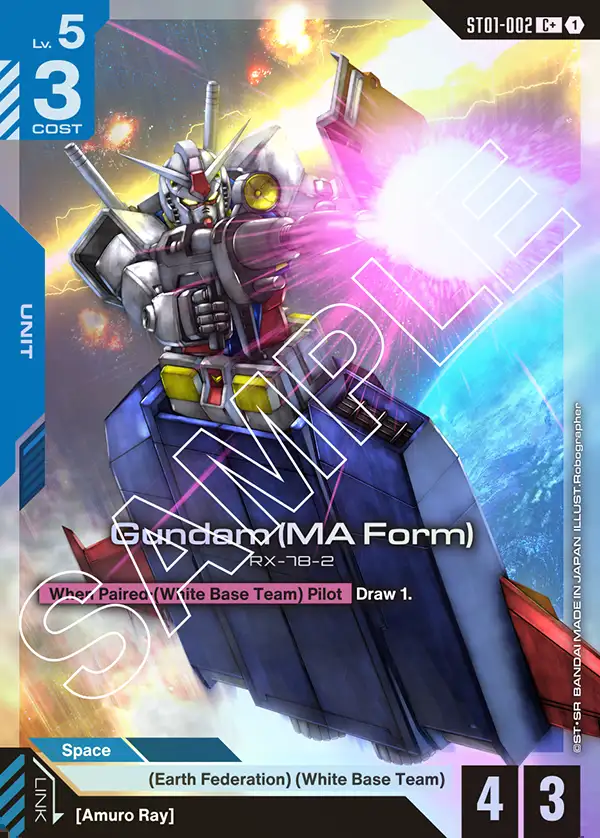 Lv. 5
3
COST
ST01-002 C+ 1
UNIT
SAMPLE
Gundam (MA Form)
RX-78-2
When Paired·(White Base Team) Pilot Draw 1.
©ST·SR BANDAI MADE IN JAPAN ILLUST.Robographer
Space
(Earth Federation) (White Base Team)
LINK
[Amuro Ray]
4 3